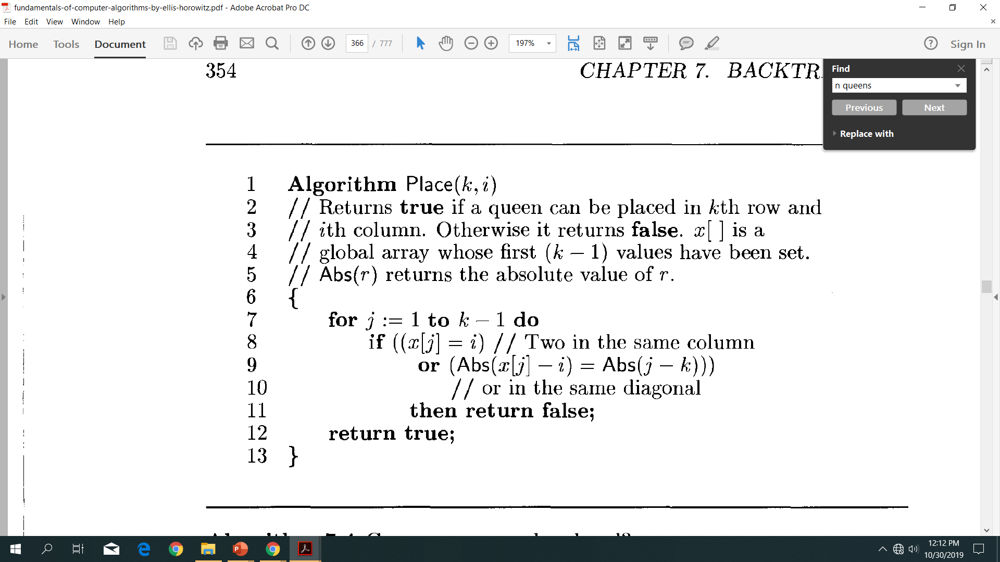 fundamentals-of-computer-algorithms-by-ellis-horowitz.pdf - Adobe Acrobat Pro DC
File Edit View Window Help
Home Tools Document 366 / 777 197% Sign In
354 CHAPTER 7. BACKTR
Find
n queens
Previous Next
Replace with
1 Algorithm Place(k, i)
2 // Returns true if a queen can be placed in kth row and
3 // ith column. Otherwise it returns false. x[ ] is a
4 // global array whose first (k − 1) values have been set.
5 // Abs(r) returns the absolute value of r.
6 {
7 for j := 1 to k − 1 do
8 if ((x[j] = i) // Two in the same column
9 or (Abs(x[j] − i) = Abs(j − k)))
10 // or in the same diagonal
11 then return false;
12 return true;
13 }
12:12 PM
10/30/2019